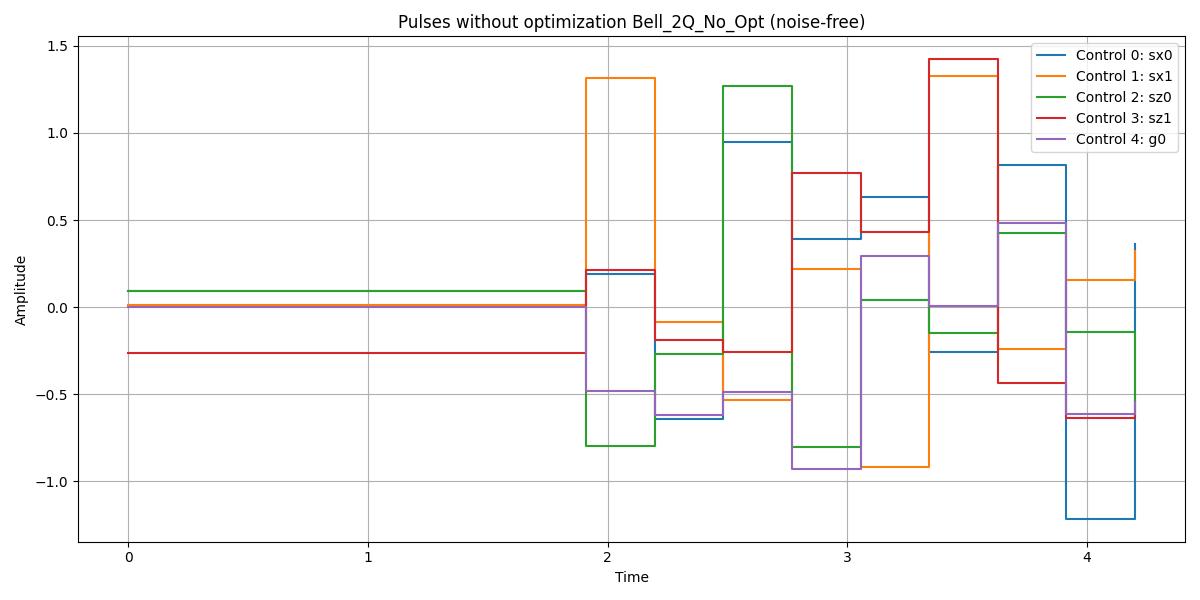 Pulses without optimization Bell_2Q_No_Opt (noise-free)
1.5
1.0
0.5
0.0
−0.5
−1.0
Amplitude
Control 0: sx0
Control 1: sx1
Control 2: sz0
Control 3: sz1
Control 4: g0
0
1
2
3
4
Time